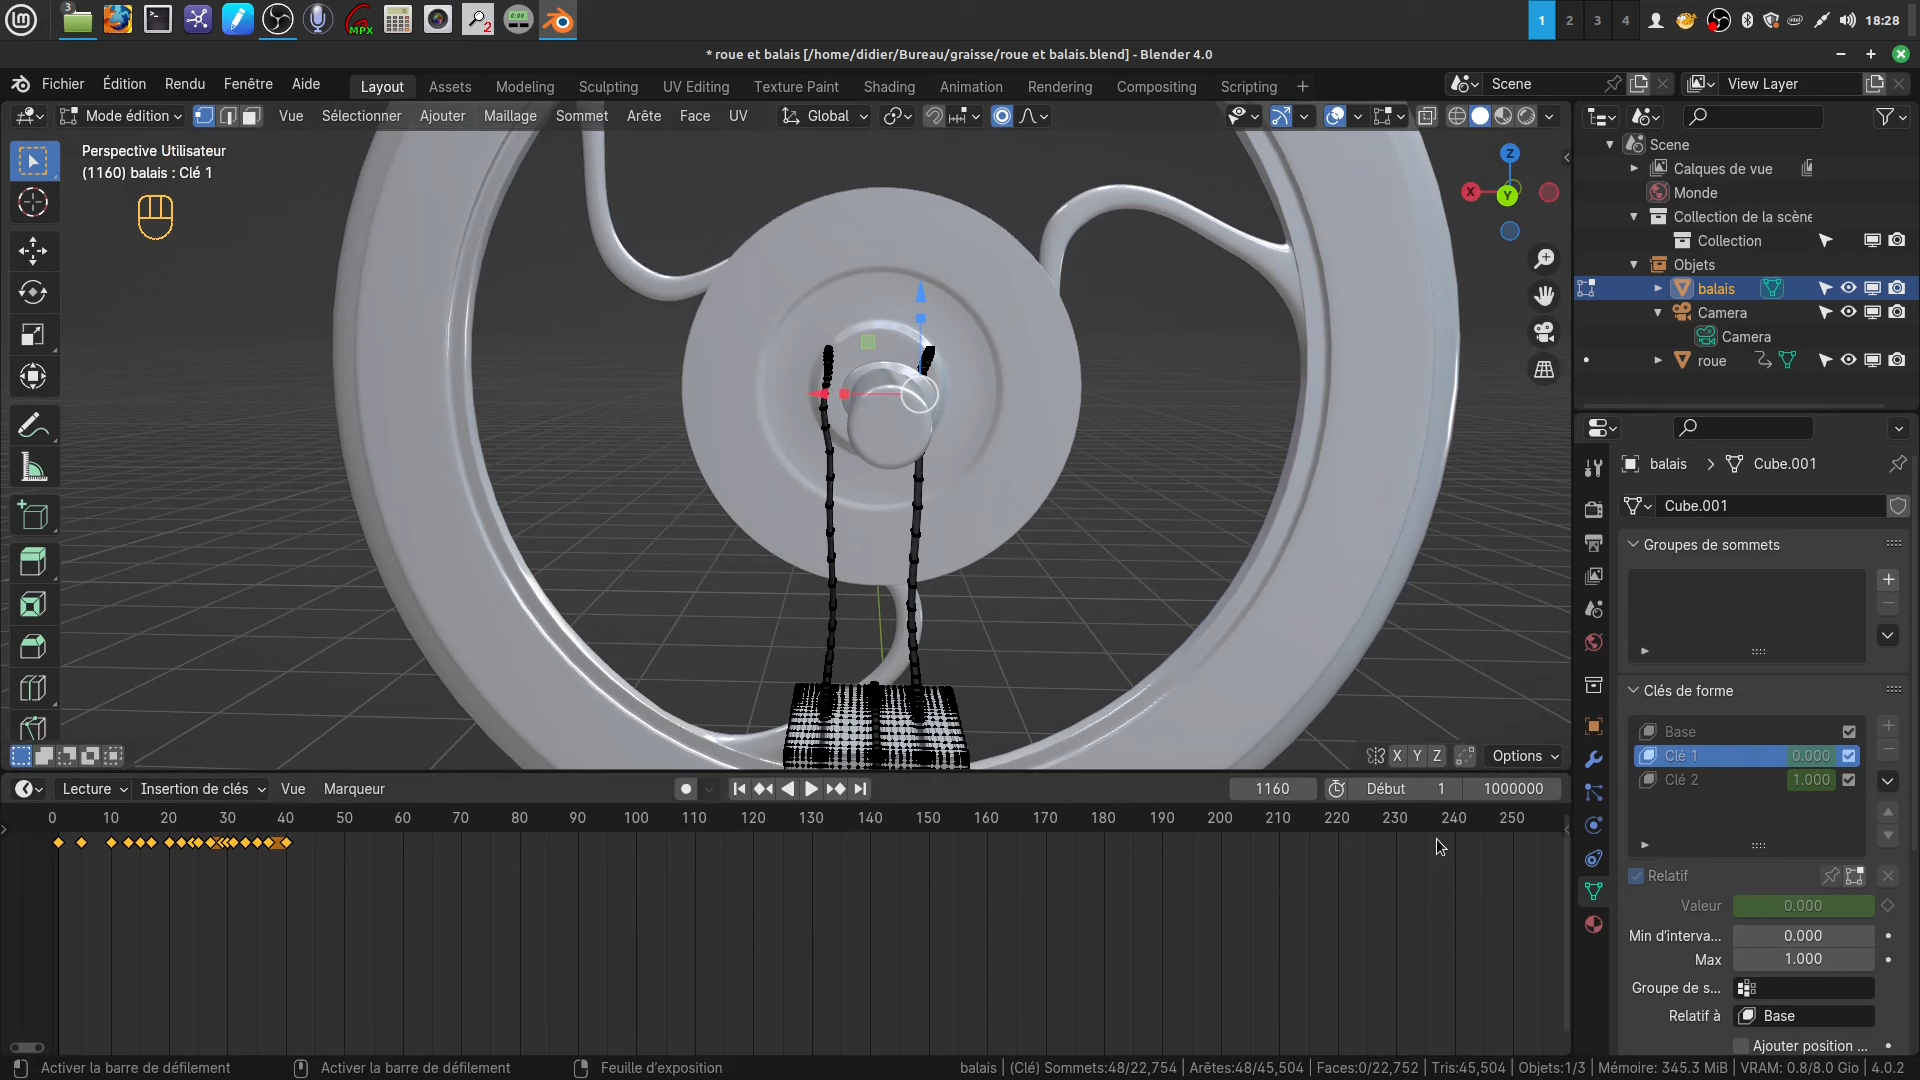 3
MPX
2
1 2 3 4
18:28
* roue et balais [/home/didier/Bureau/graisse/roue et balais.blend] - Blender 4.0
Fichier Édition Rendu Fenêtre Aide
Layout Assets Modeling Sculpting UV Editing Texture Paint Shading Animation Rendering Compositing Scripting +
Scene View Layer
Mode édition Vue Sélectionner Ajouter Maillage Sommet Arête Face UV Global
Perspective Utilisateur
(1160) balais : Clé 1
Z
X
Y
Scene
Calques de vue
Monde
Collection de la scène
Collection
Objets
balais
Camera
Camera
roue
balais > Cube.001
Cube.001
Groupes de sommets
Clés de forme
Base
Clé 1 0.000
Clé 2 1.000
Relatif
Valeur 0.000
Min d'interva... 0.000
Max 1.000
Groupe de s...
Relatif à Base
Ajouter position ...
X Y Z Options
Lecture Insertion de clés Vue Marqueur 1160 Début 1 1000000
0 10 20 30 40 50 60 70 80 90 100 110 120 130 140 150 160 170 180 190 200 210 220 230 240 250
Activer la barre de défilement Activer la barre de défilement Feuille d'exposition balais | (Clé) Sommets:48/22,754 | Arêtes:48/45,504 | Faces:0/22,752 | Tris:45,504 | Objets:1/3 | Mémoire: 345.3 MiB | VRAM: 0.8/8.0 Gio | 4.0.2